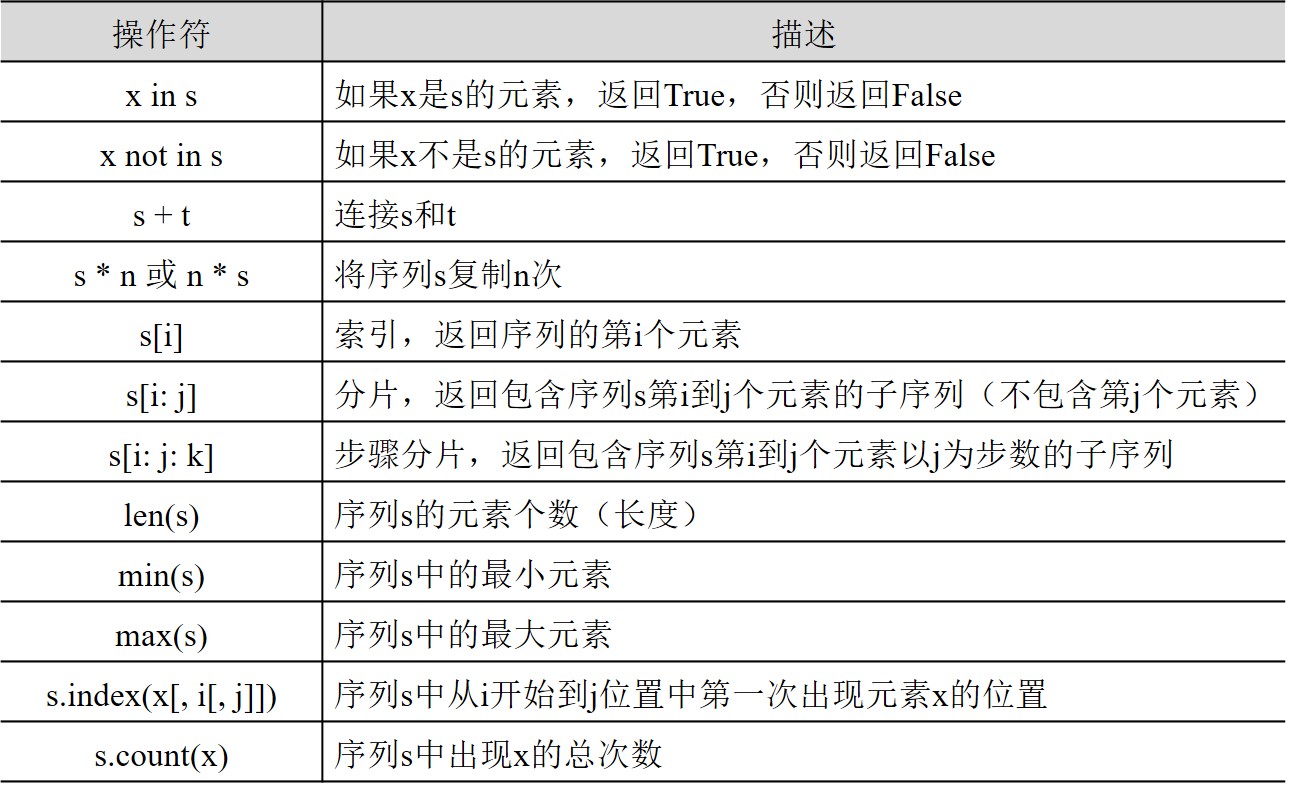 操作符 描述
x in s 如果x是s的元素，返回True，否则返回False
x not in s 如果x不是s的元素，返回True，否则返回False
s + t 连接s和t
s * n 或 n * s 将序列s复制n次
s[i] 索引，返回序列的第i个元素
s[i: j] 分片，返回包含序列s第i到j个元素的子序列（不包含第j个元素）
s[i: j: k] 步骤分片，返回包含序列s第i到j个元素以j为步数的子序列
len(s) 序列s的元素个数（长度）
min(s) 序列s中的最小元素
max(s) 序列s中的最大元素
s.index(x[, i[, j]]) 序列s中从i开始到j位置中第一次出现元素x的位置
s.count(x) 序列s中出现x的总次数